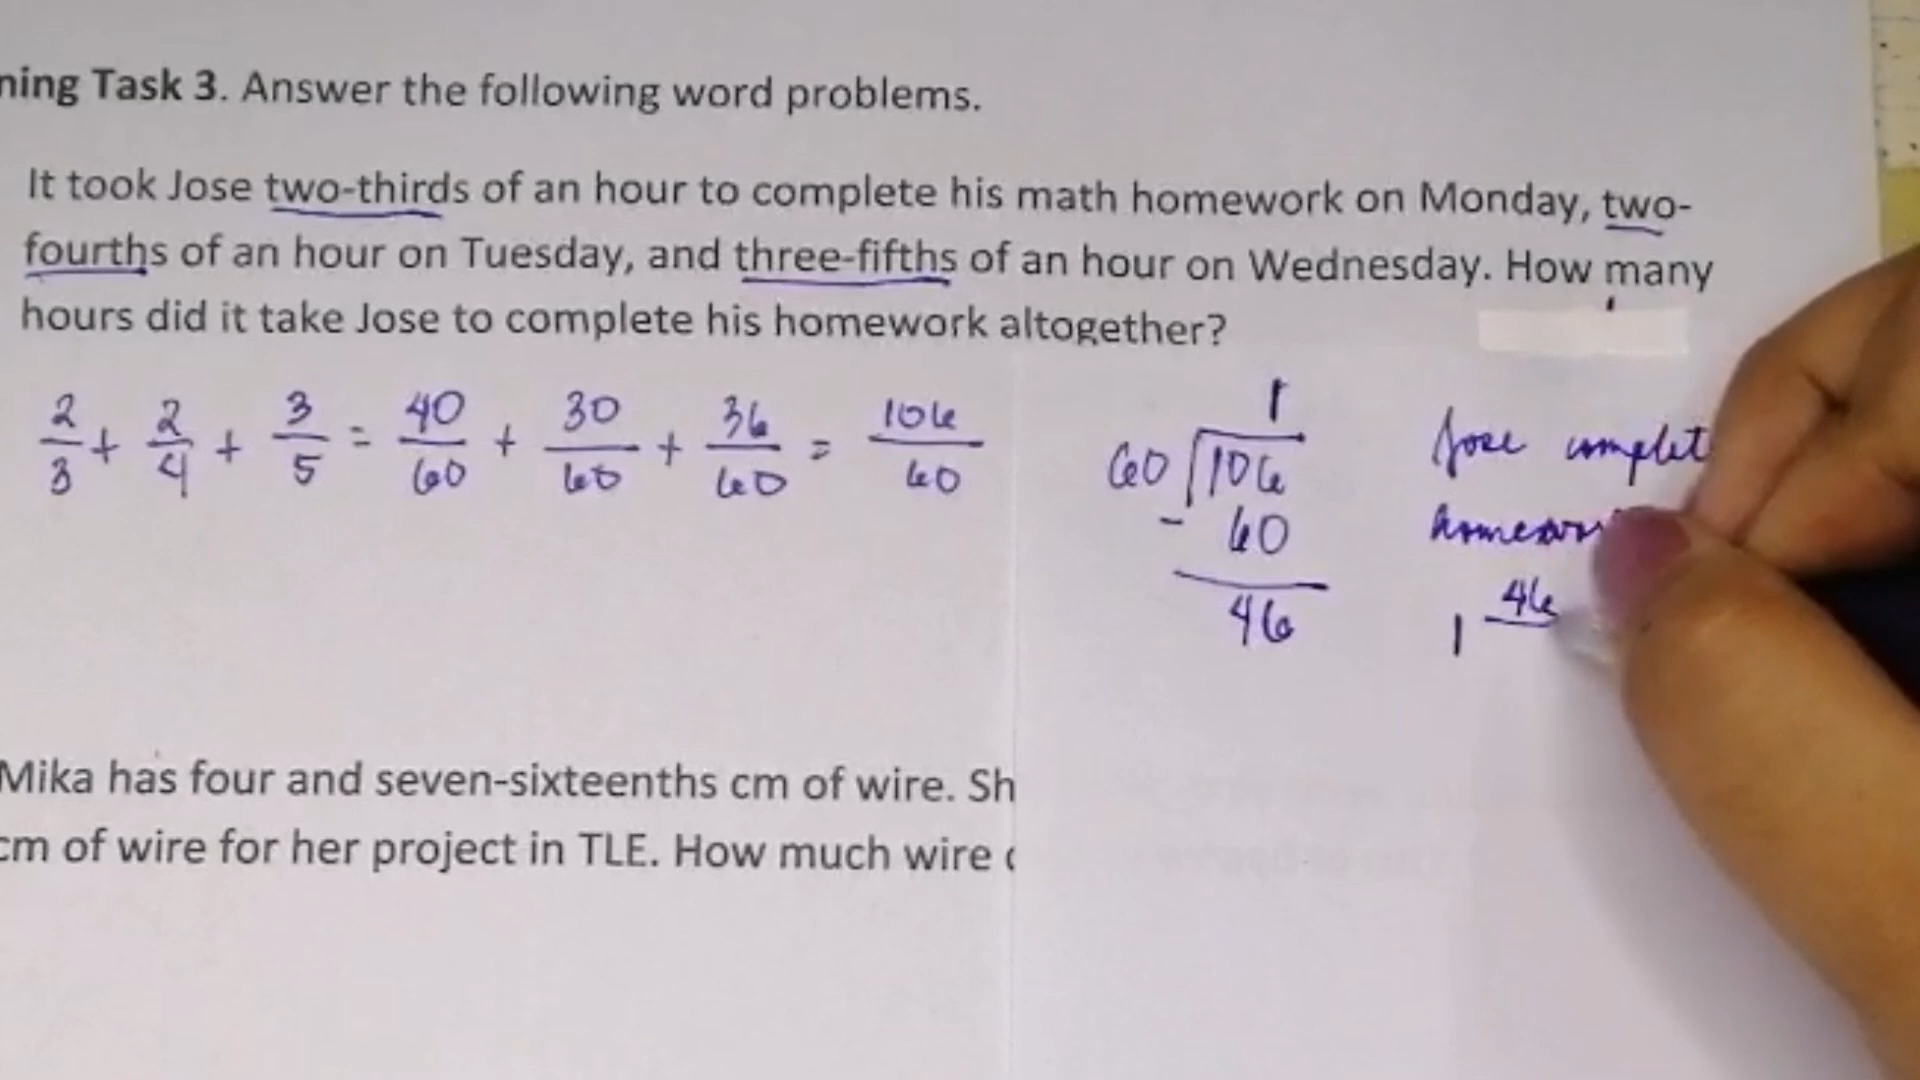 ning Task 3. Answer the following word problems.
It took Jose two-thirds of an hour to complete his math homework on Monday, two-
fourths of an hour on Tuesday, and three-fifths of an hour on Wednesday. How many
hours did it take Jose to complete his homework altogether?
2/3 + 2/4 + 3/5 = 40/60 + 30/60 + 36/60 = 106/60
1
60 106
- 60
46
Jose complet
homewor
1 46
Mika has four and seven-sixteenths cm of wire. Sh
cm of wire for her project in TLE. How much wire